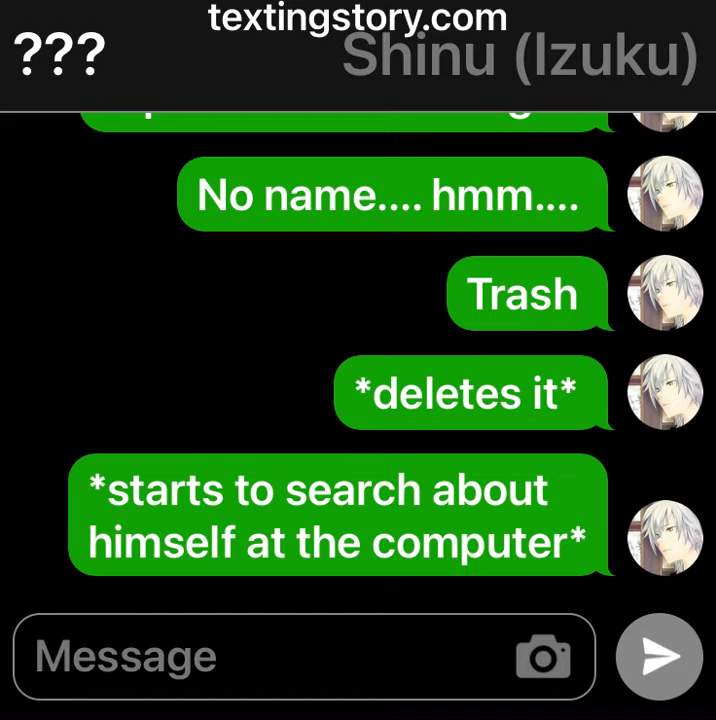 textingstory.com
??? Shinu (Izuku)
No name.... hmm....
Trash
*deletes it*
*starts to search about
himself at the computer*
Message